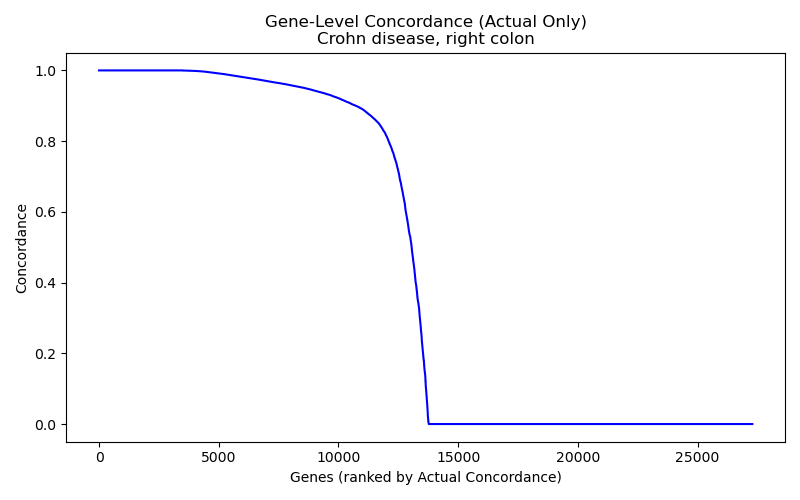 Gene-Level Concordance (Actual Only)
Crohn disease, right colon
Concordance
1.0
0.8
0.6
0.4
0.2
0.0
0 5000 10000 15000 20000 25000
Genes (ranked by Actual Concordance)